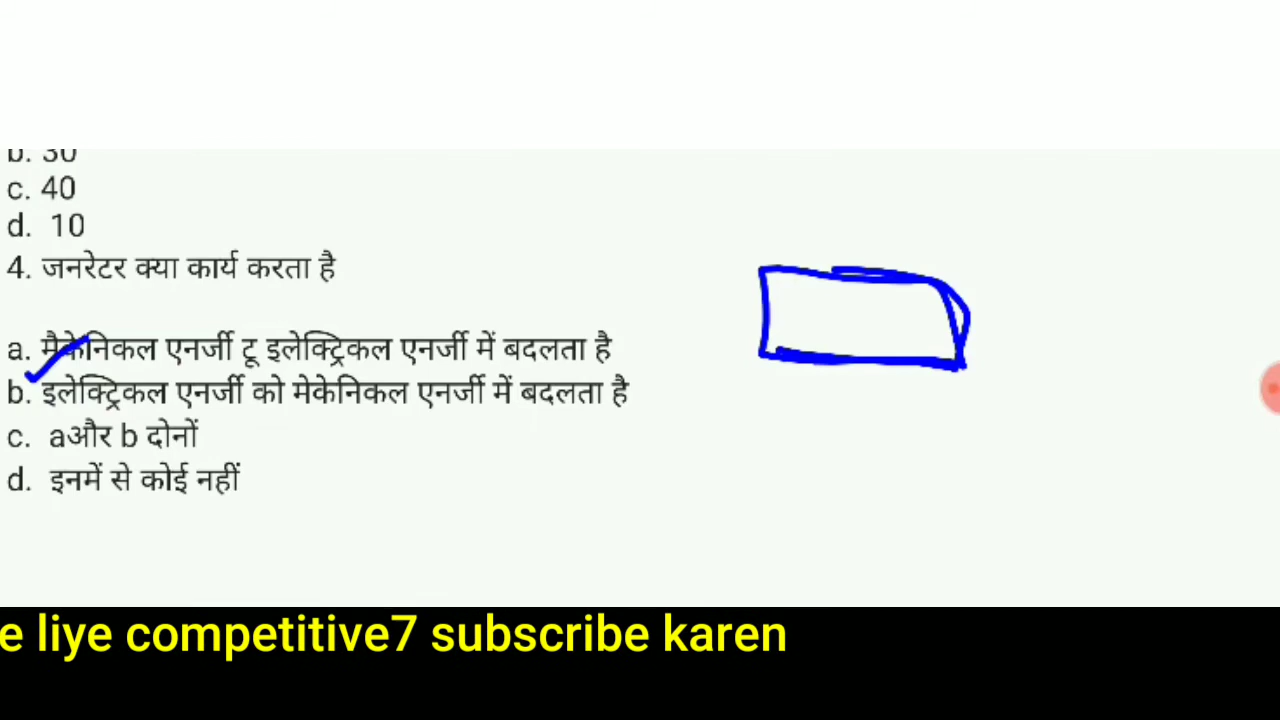 b. 30
c. 40
d. 10
4. जनरेटर क्या कार्य करता है
a. मैकेनिकल एनर्जी टू इलेक्ट्रिकल एनर्जी में बदलता है
b. इलेक्ट्रिकल एनर्जी को मेकेनिकल एनर्जी में बदलता है
c. aऔर b दोनों
d. इनमें से कोई नहीं
e liye competitive7 subscribe karen